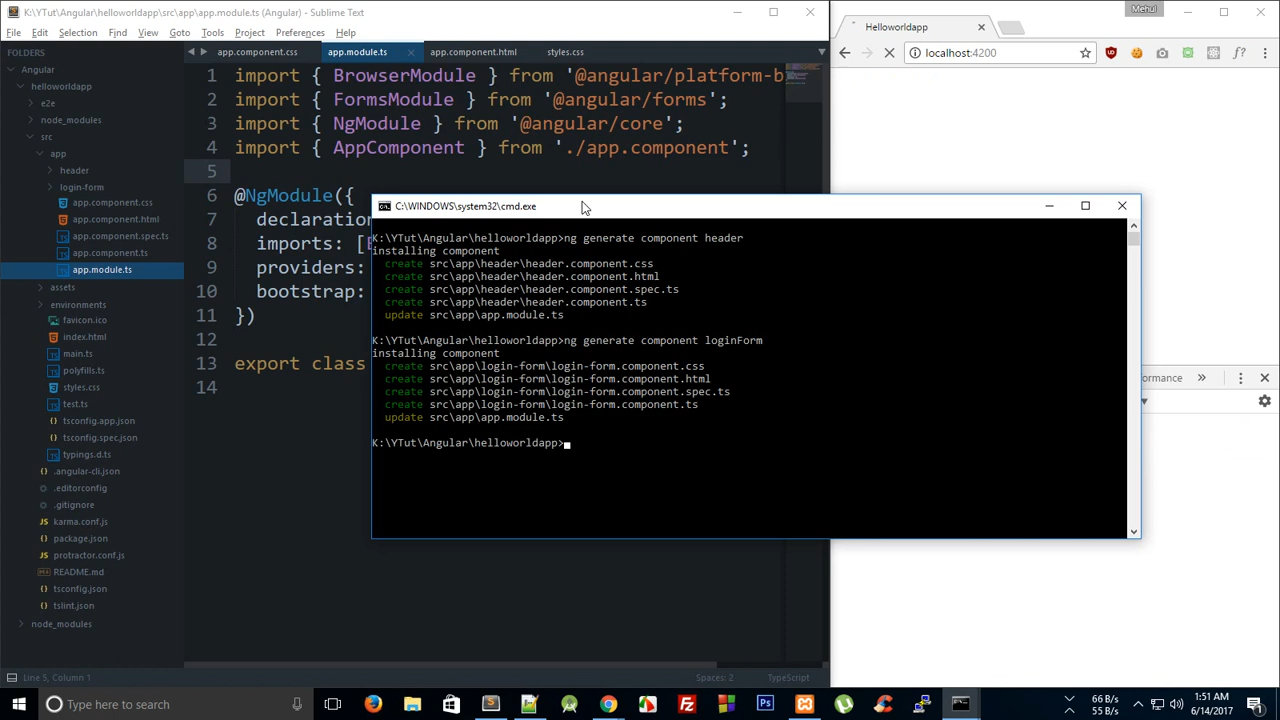 K:\YTut\Angular\helloworldapp\src\app\app.module.ts (Angular) - Sublime Text
File Edit Selection Find View Goto Tools Project Preferences Help
FOLDERS
Angular
helloworldapp
e2e
node_modules
src
app
header
login-form
app.component.css
app.component.html
app.component.spec.ts
app.component.ts
app.module.ts
assets
environments
favicon.ico
index.html
main.ts
polyfills.ts
styles.css
test.ts
tsconfig.app.json
tsconfig.spec.json
typings.d.ts
.angular-cli.json
.editorconfig
.gitignore
karma.conf.js
package.json
protractor.conf.js
README.md
tsconfig.json
tslint.json
node_modules
app.component.css app.module.ts app.component.html styles.css
1 import { BrowserModule } from '@angular/platform-b
2 import { FormsModule } from '@angular/forms';
3 import { NgModule } from '@angular/core';
4 import { AppComponent } from './app.component';
5
6 @NgModule({
7 declaration
8 imports: [
9 providers:
10 bootstrap:
11 })
12
13 export class
14
C:\WINDOWS\system32\cmd.exe
K:\YTut\Angular\helloworldapp>ng generate component header
installing component
create src\app\header\header.component.css
create src\app\header\header.component.html
create src\app\header\header.component.spec.ts
create src\app\header\header.component.ts
update src\app\app.module.ts
K:\YTut\Angular\helloworldapp>ng generate component loginForm
installing component
create src\app\login-form\login-form.component.css
create src\app\login-form\login-form.component.html
create src\app\login-form\login-form.component.spec.ts
create src\app\login-form\login-form.component.ts
update src\app\app.module.ts
K:\YTut\Angular\helloworldapp>
Mehul
Helloworldapp
localhost:4200
ormance
Line 5, Column 1 Spaces: 2 TypeScript
Type here to search
66 B/s
55 B/s
1:51 AM
6/14/2017